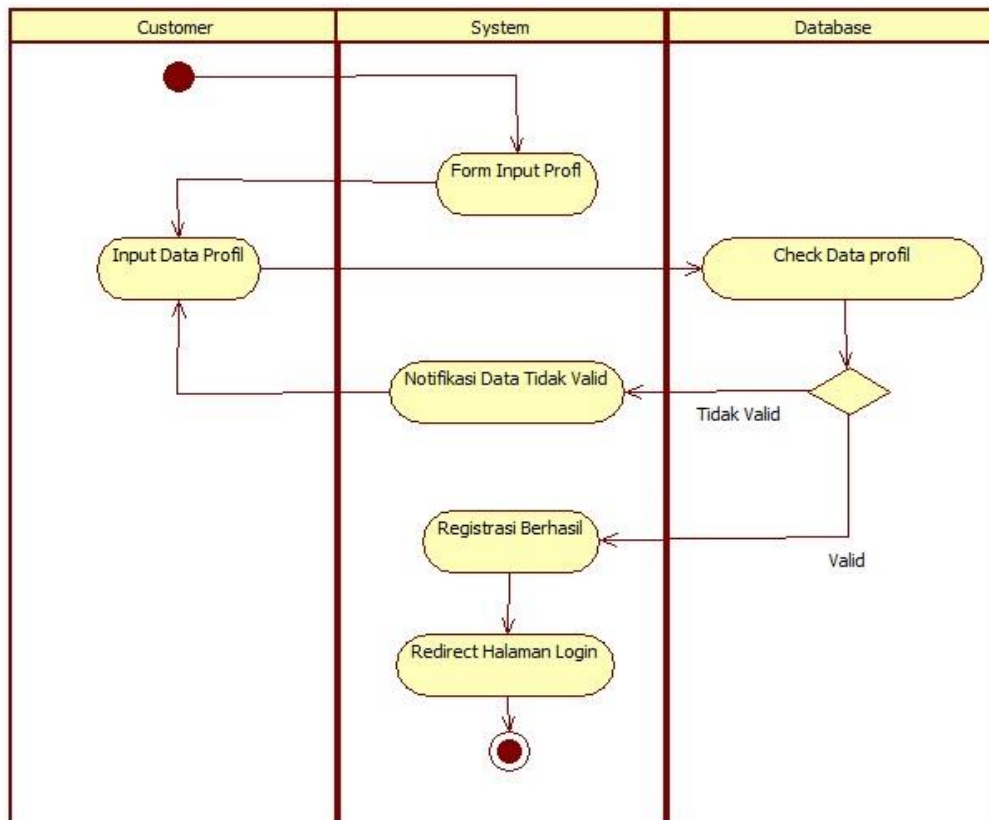 Customer
System
Database
Form Input Profl
Input Data Profil
Check Data profil
Notifikasi Data Tidak Valid
Tidak Valid
Registrasi Berhasil
Valid
Redirect Halaman Login